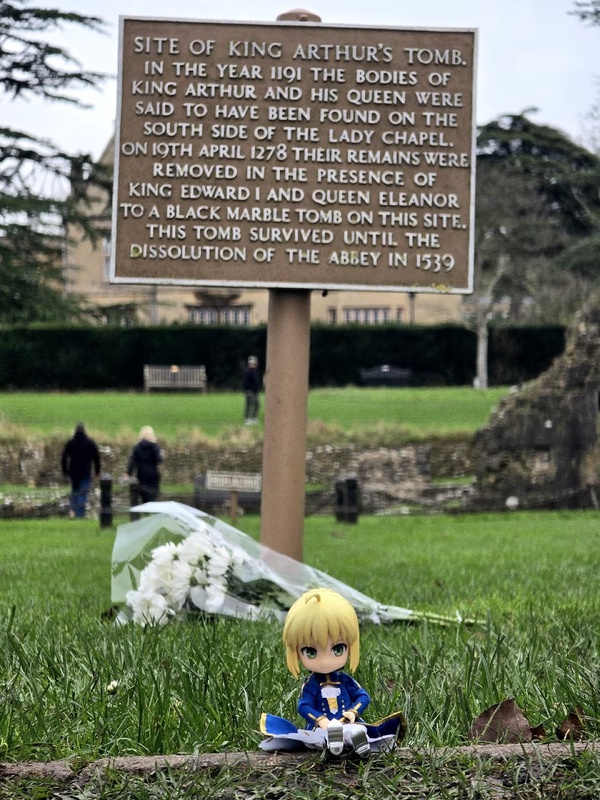 SITE OF KING ARTHUR'S TOMB.
IN THE YEAR 1191 THE BODIES OF
KING ARTHUR AND HIS QUEEN WERE
SAID TO HAVE BEEN FOUND ON THE
SOUTH SIDE OF THE LADY CHAPEL.
ON 19TH APRIL 1278 THEIR REMAINS WERE
REMOVED IN THE PRESENCE OF
KING EDWARD I AND QUEEN ELEANOR
TO A BLACK MARBLE TOMB ON THIS SITE.
THIS TOMB SURVIVED UNTIL THE
DISSOLUTION OF THE ABBEY IN 1539